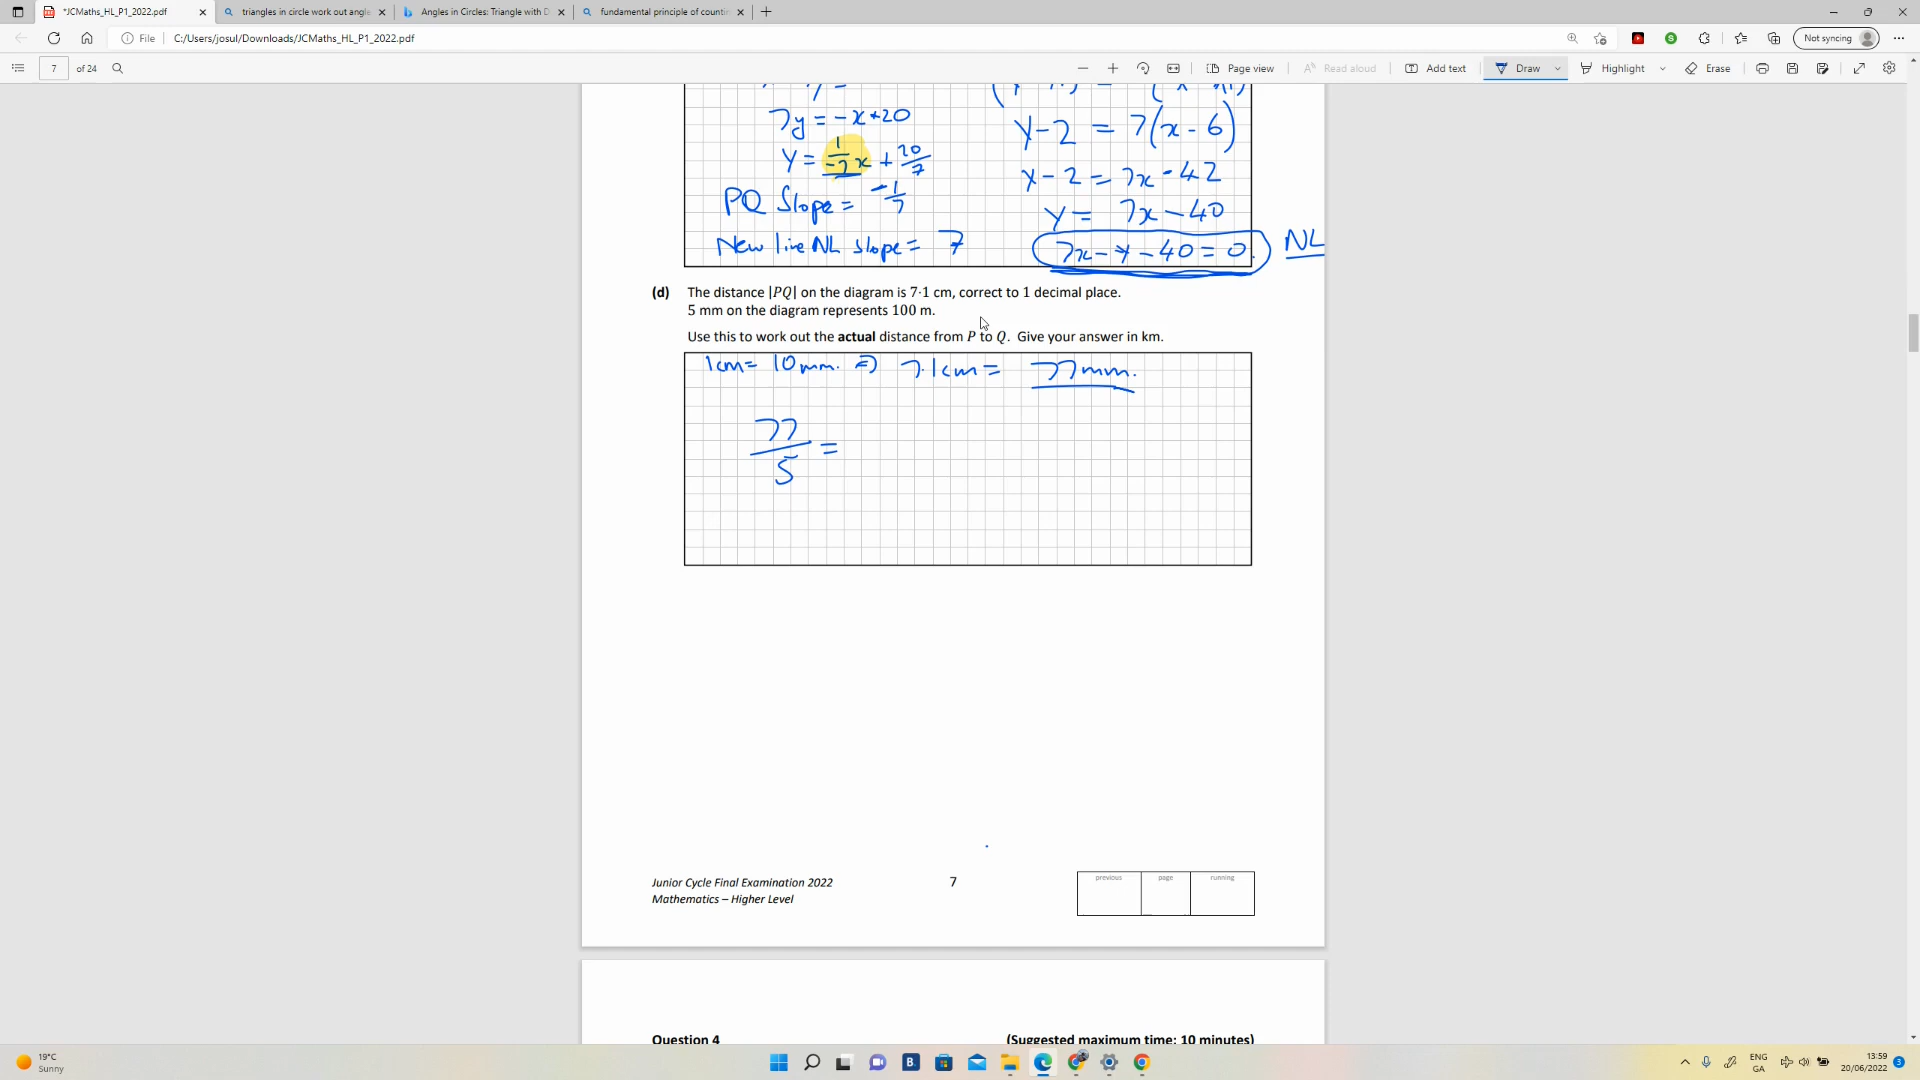 *JCMaths_HL_P1_2022.pdf
triangles in circle work out angle
Angles in Circles: Triangle with D
fundamental principle of counti
File
C:/Users/josul/Downloads/JCMaths_HL_P1_2022.pdf
Not syncing
7 of 24
Page view
Read aloud
Add text
Draw
Highlight
Erase
7y = -x+20
y = 1/-7 x + 20/7
PQ Slope = -1/7
New line NL slope = 7
y-2 = 7(x-6)
y-2 = 7x-42
y = 7x-40
7x-y-40=0. NL
(d) The distance |PQ| on the diagram is 7·1 cm, correct to 1 decimal place.
5 mm on the diagram represents 100 m.
Use this to work out the actual distance from P to Q. Give your answer in km.
1cm= 10mm. => 7.1cm = 77mm.
77/5 =
Junior Cycle Final Examination 2022
Mathematics – Higher Level
7
previous page running
Question 4 (Suggested maximum time: 10 minutes)
19°C
Sunny
ENG
GA
13:59
20/06/2022
3